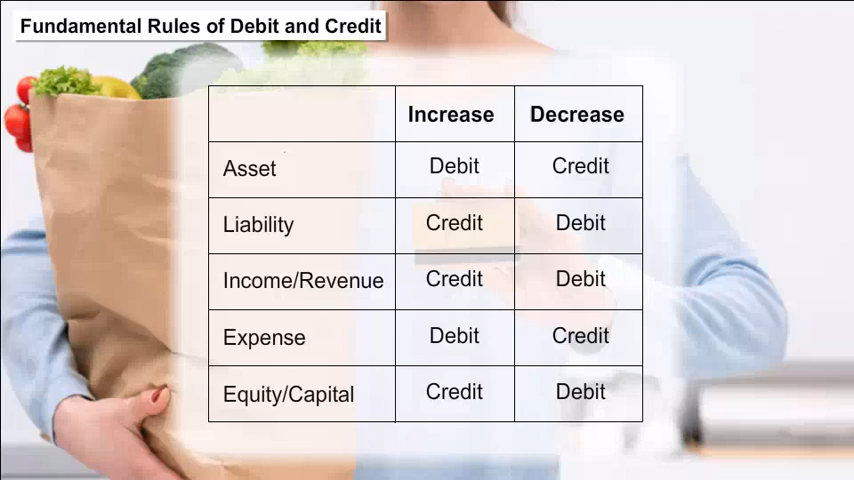 Fundamental Rules of Debit and Credit
Increase Decrease
Asset Debit Credit
Liability Credit Debit
Income/Revenue Credit Debit
Expense Debit Credit
Equity/Capital Credit Debit